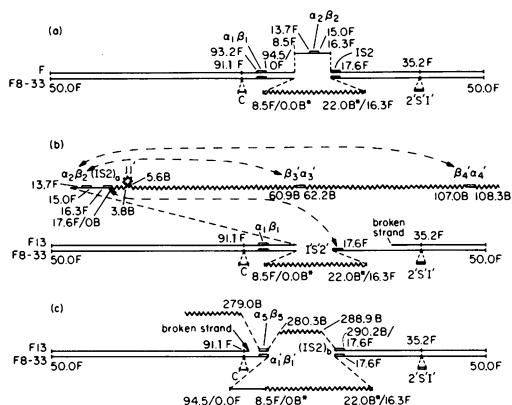 (a)
α₂β₂
13.7F
15.0F
8.5F
16.3F
α₁β₁
94.5/
93.2F
0F
IS2
91.1F
17.6F
35.2F
F
F8-33
50.0F
C
2'S'I'
50.0F
8.5F/0.0B*
22.0B*/16.3F
(b)
α₂β₂ (IS2)a
5.6B
β₃'α₃'
β₄'α₄'
13.7F
15.0F
16.3F
3.8B
60.9B 62.2B
107.0B 108.3B
17.6F/0B
broken strand
91.1F
α₁β₁
I'S'2'
17.6F
35.2F
F13
F8-33
50.0F
C
2'S'I'
50.0F
8.5F/0.0B*
22.0B*/16.3F
(c)
279.0B
α₅β₅
280.3B
288.9B
broken strand
290.2B/
91.1F
(IS2)b
17.6F
35.2F
F13
F8-33
50.0F
C
α₁'β₁'
17.6F
2'S'I'
50.0F
94.5/0.0F
8.5F/0.0B*
22.0B*/16.3F